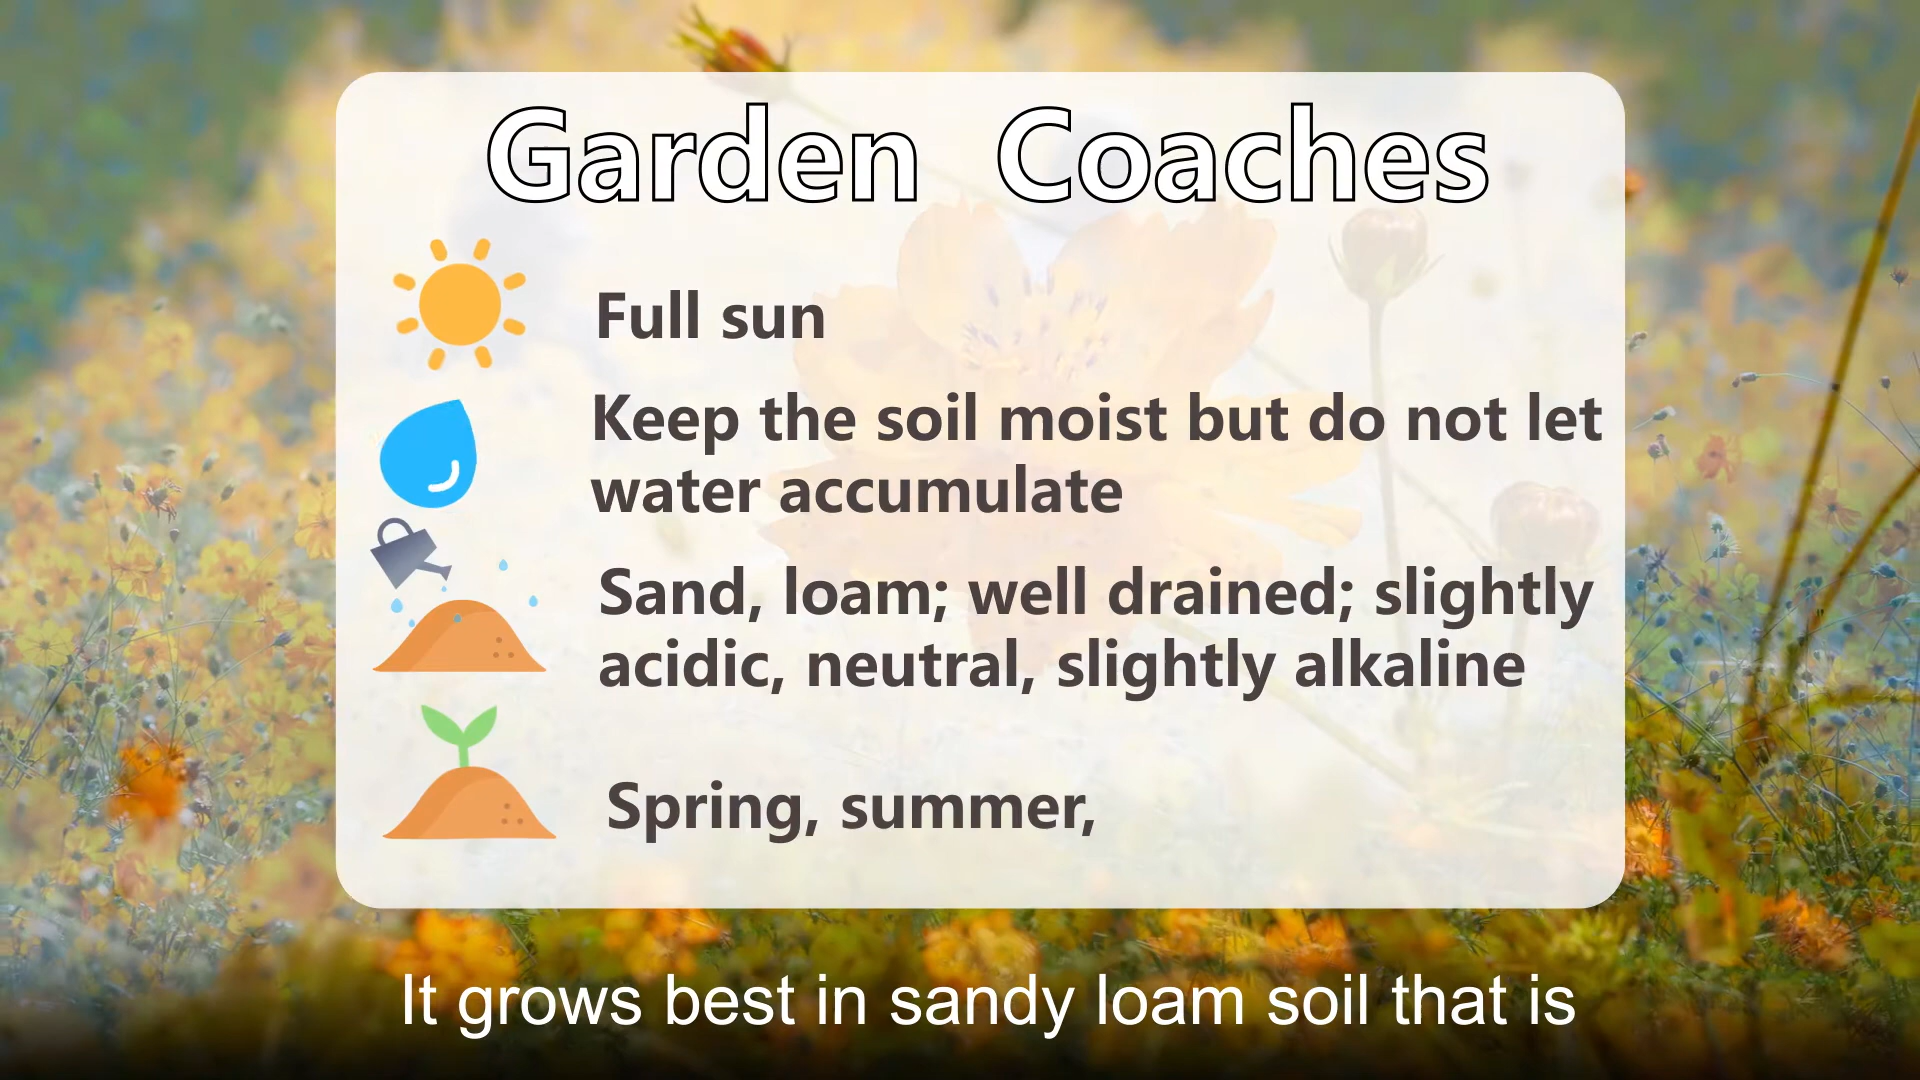 Garden Coaches
Full sun
Keep the soil moist but do not let
water accumulate
Sand, loam; well drained; slightly
acidic, neutral, slightly alkaline
Spring, summer,
It grows best in sandy loam soil that is